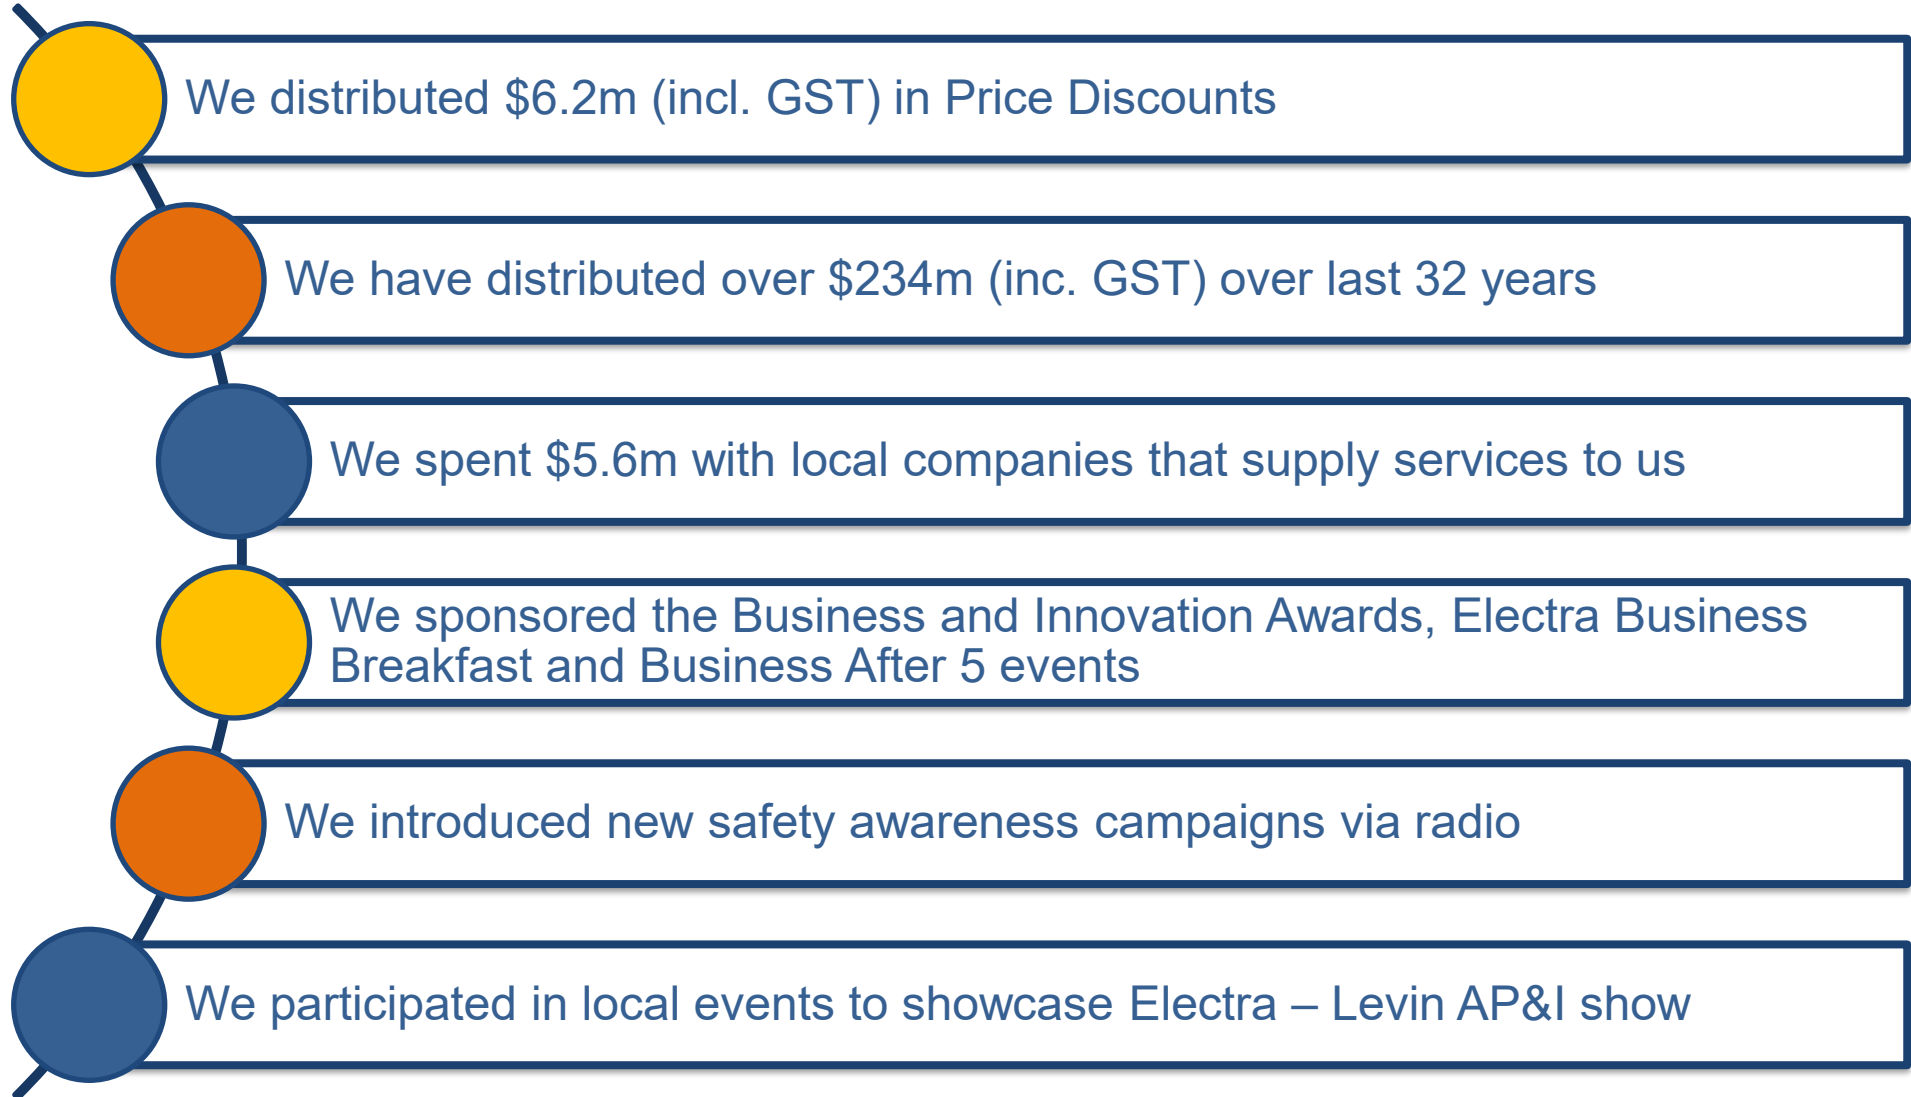 We distributed $6.2m (incl. GST) in Price Discounts
We have distributed over $234m (inc. GST) over last 32 years
We spent $5.6m with local companies that supply services to us
We sponsored the Business and Innovation Awards, Electra Business
Breakfast and Business After 5 events
We introduced new safety awareness campaigns via radio
We participated in local events to showcase Electra – Levin AP&I show